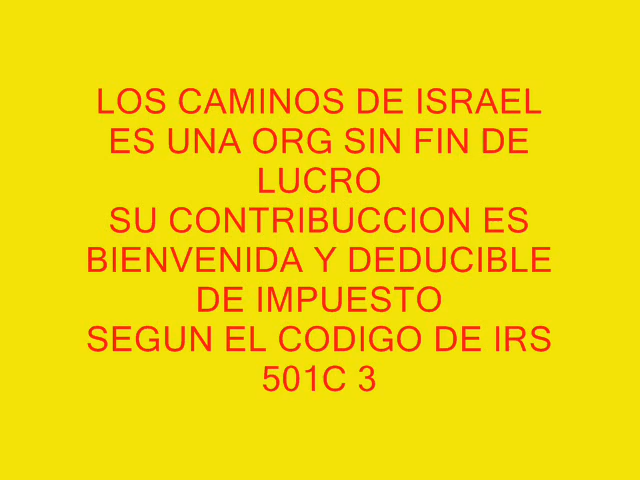 LOS CAMINOS DE ISRAEL
ES UNA ORG SIN FIN DE
LUCRO
SU CONTRIBUCCION ES
BIENVENIDA Y DEDUCIBLE
DE IMPUESTO
SEGUN EL CODIGO DE IRS
501C 3